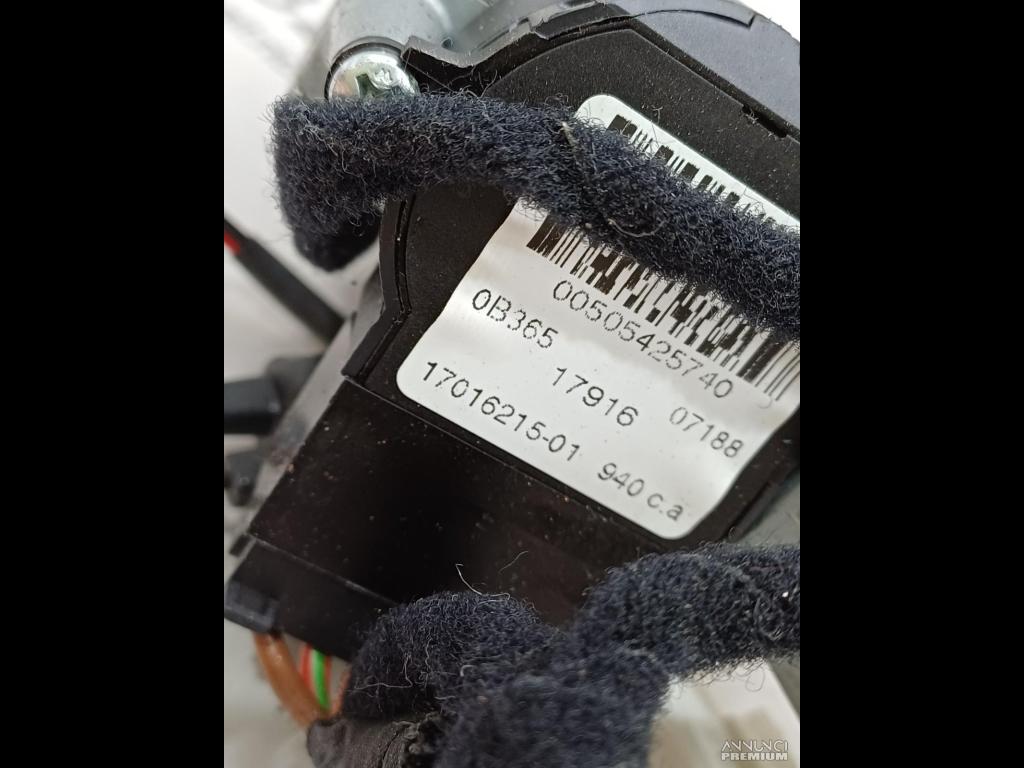 00505425740
0B365 17916 07188
17016215-01 940 c.a
ANNUNCI
PREMIUM